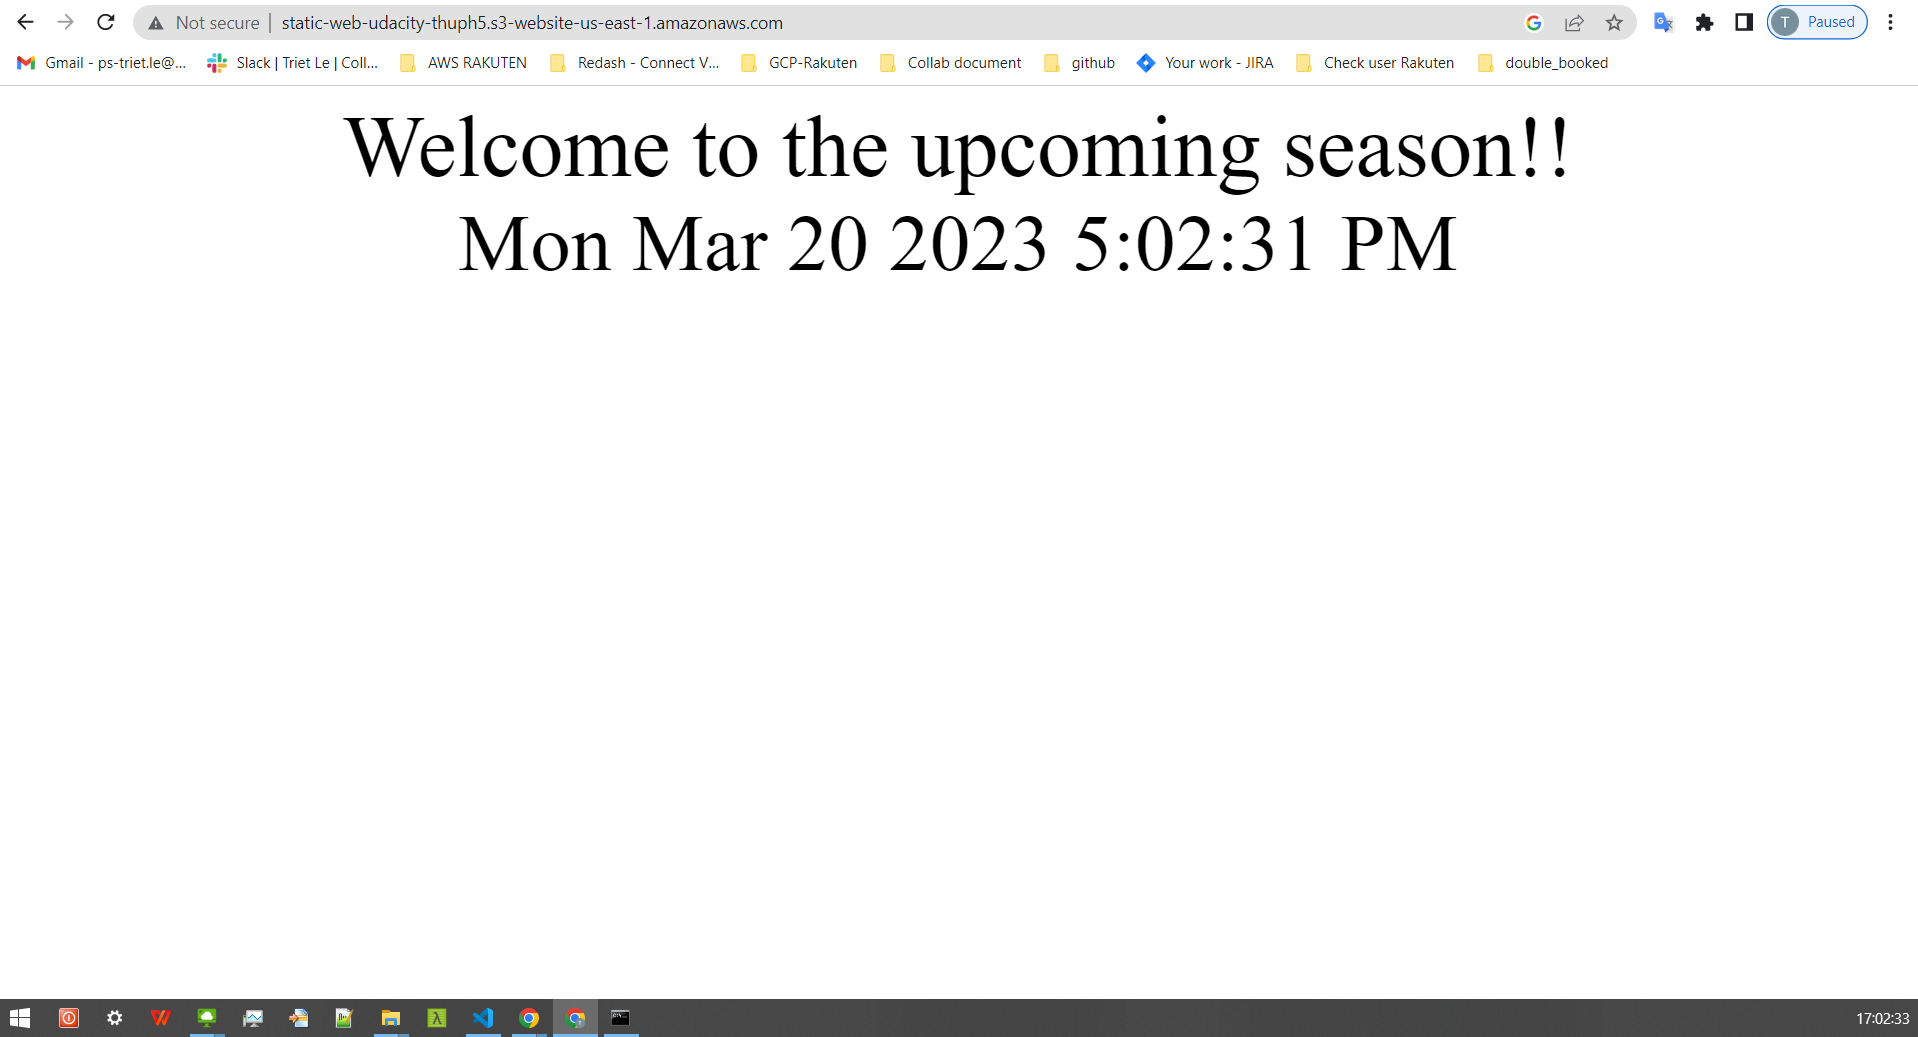 Not secure | static-web-udacity-thuph5.s3-website-us-east-1.amazonaws.com T Paused
Gmail - ps-triet.le@... Slack | Triet Le | Coll... AWS RAKUTEN Redash - Connect V... GCP-Rakuten Collab document github Your work - JIRA Check user Rakuten double_booked
Welcome to the upcoming season!!
Mon Mar 20 2023 5:02:31 PM
17:02:33